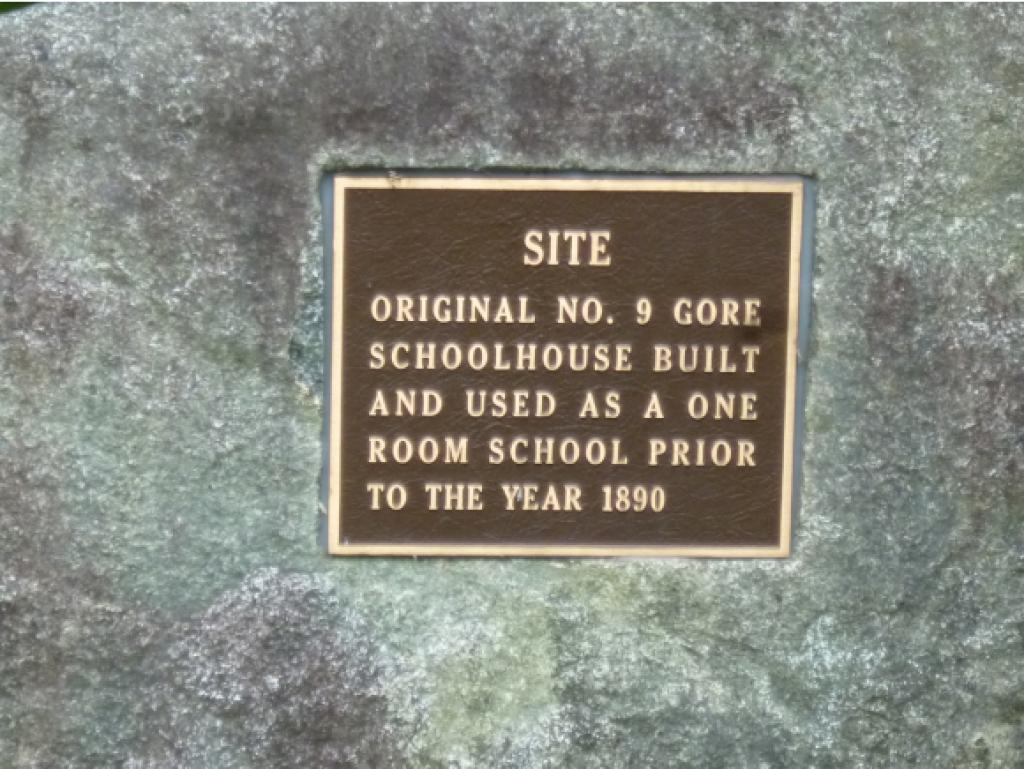 SITE
ORIGINAL NO. 9 GORE
SCHOOLHOUSE BUILT
AND USED AS A ONE
ROOM SCHOOL PRIOR
TO THE YEAR 1890